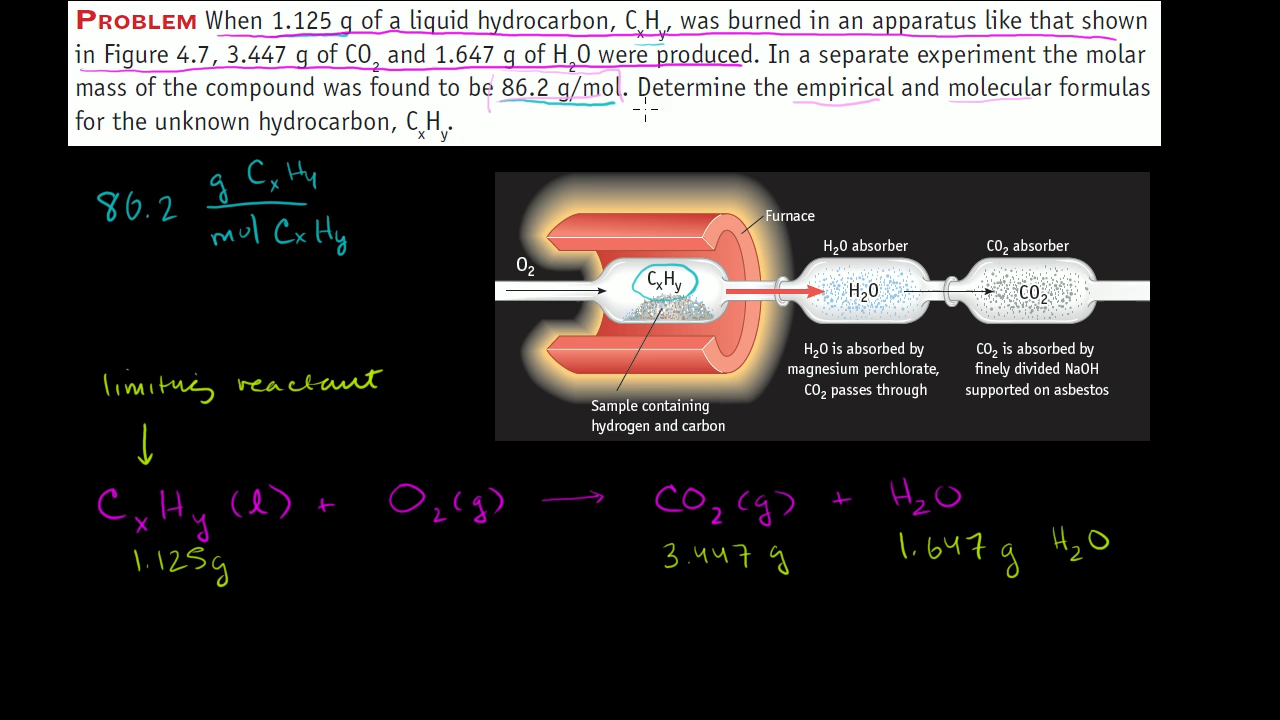 PROBLEM When 1.125 g of a liquid hydrocarbon, CxHy, was burned in an apparatus like that shown
in Figure 4.7, 3.447 g of CO2 and 1.647 g of H2O were produced. In a separate experiment the molar
mass of the compound was found to be 86.2 g/mol. Determine the empirical and molecular formulas
for the unknown hydrocarbon, CxHy.
86.2 g CxHy
mol CxHy
Furnace
H2O absorber
CO2 absorber
O2
CxHy
H2O
CO2
H2O is absorbed by
magnesium perchlorate,
CO2 passes through
CO2 is absorbed by
finely divided NaOH
supported on asbestos
Sample containing
hydrogen and carbon
limiting reactant
↓
CxHy (l) + O2 (g) → CO2 (g) + H2O
1.125g 3.447 g 1.647 g H2O